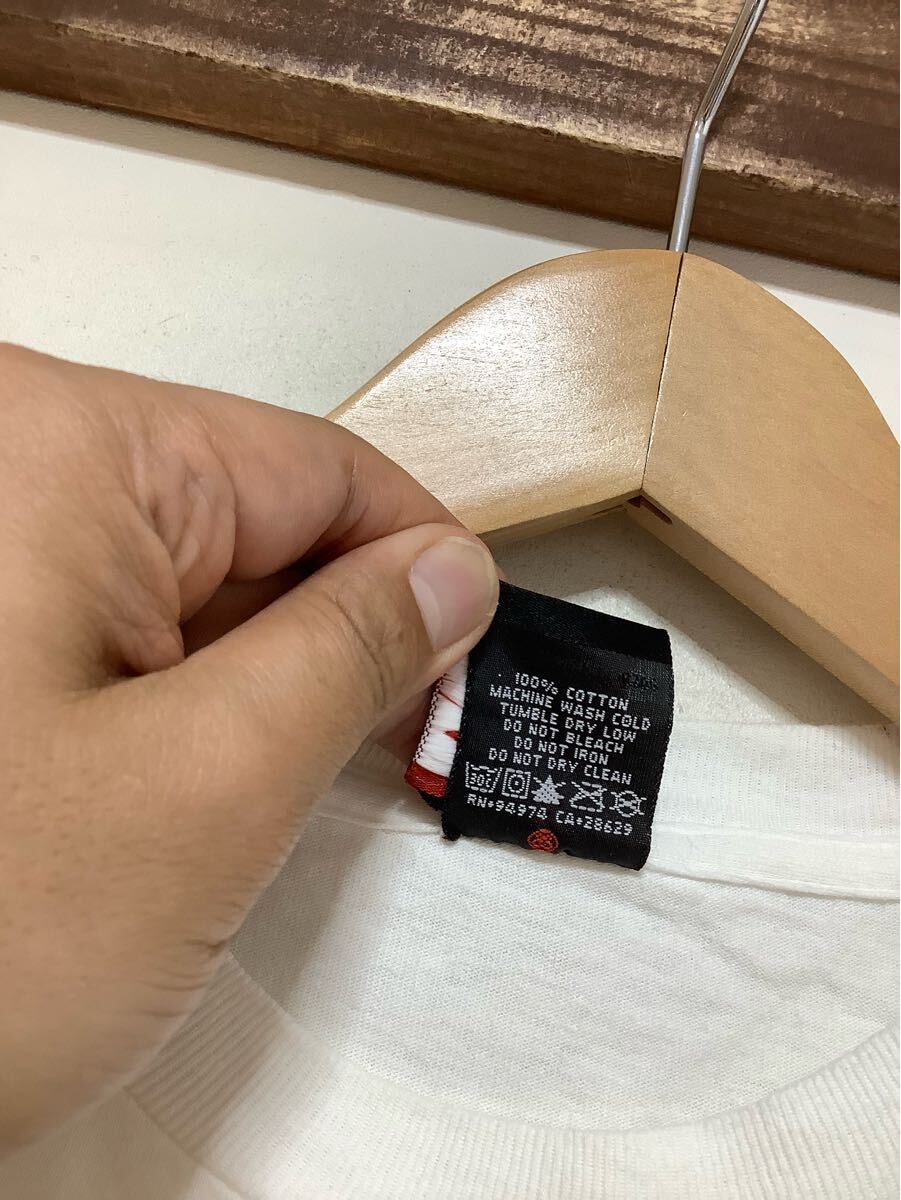 100% COTTON
MACHINE WASH COLD
TUMBLE DRY LOW
DO NOT BLEACH
DO NOT IRON
DO NOT DRY CLEAN
30C
RN•94974 CA•28629